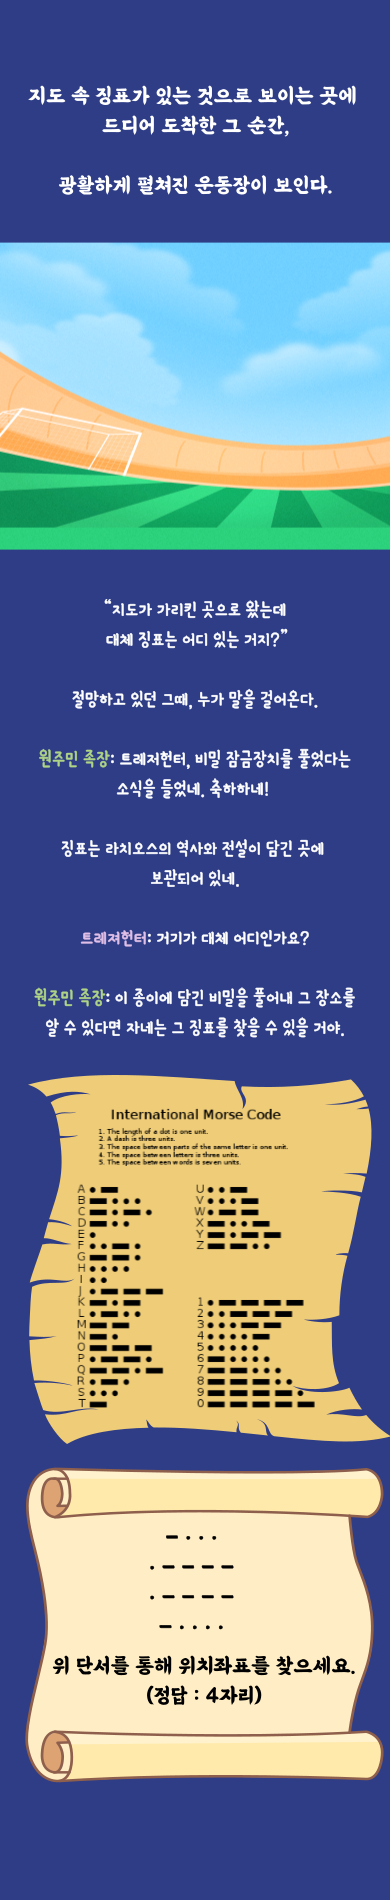 지도 속 징표가 있는 것으로 보이는 곳에
드디어 도착한 그 순간,
광활하게 펼쳐진 운동장이 보인다.
“지도가 가리킨 곳으로 왔는데
대체 징표는 어디 있는 거지?”
절망하고 있던 그때, 누가 말을 걸어온다.
원주민 족장: 트레저헌터, 비밀 잠금장치를 풀었다는
소식을 들었네. 축하하네!
징표는 라치오스의 역사와 전설이 담긴 곳에
보관되어 있네.
트레져헌터: 거기가 대체 어디인가요?
원주민 족장: 이 종이에 담긴 비밀을 풀어내 그 장소를
알 수 있다면 자네는 그 징표를 찾을 수 있을 거야.
International Morse Code
1. The length of a dot is one unit.
2. A dash is three units.
3. The space between parts of the same letter is one unit.
4. The space between letters is three units.
5. The space between words is seven units.
A • –
B – • • •
C – • – •
D – • •
E •
F • • – •
G – – •
H • • • •
I • •
J • – – –
K – • –
L • – • •
M – –
N – •
O – – –
P • – – •
Q – – • –
R • – •
S • • •
T –
U • • –
V • • • –
W • – –
X – • • –
Y – • – –
Z – – • •
1 • – – – –
2 • • – – –
3 • • • – –
4 • • • • –
5 • • • • •
6 – • • • •
7 – – • • •
8 – – – • •
9 – – – – •
0 – – – – –
– . . .
. – – – –
. – – – –
– . . . .
위 단서를 통해 위치좌표를 찾으세요.
(정답 : 4자리)